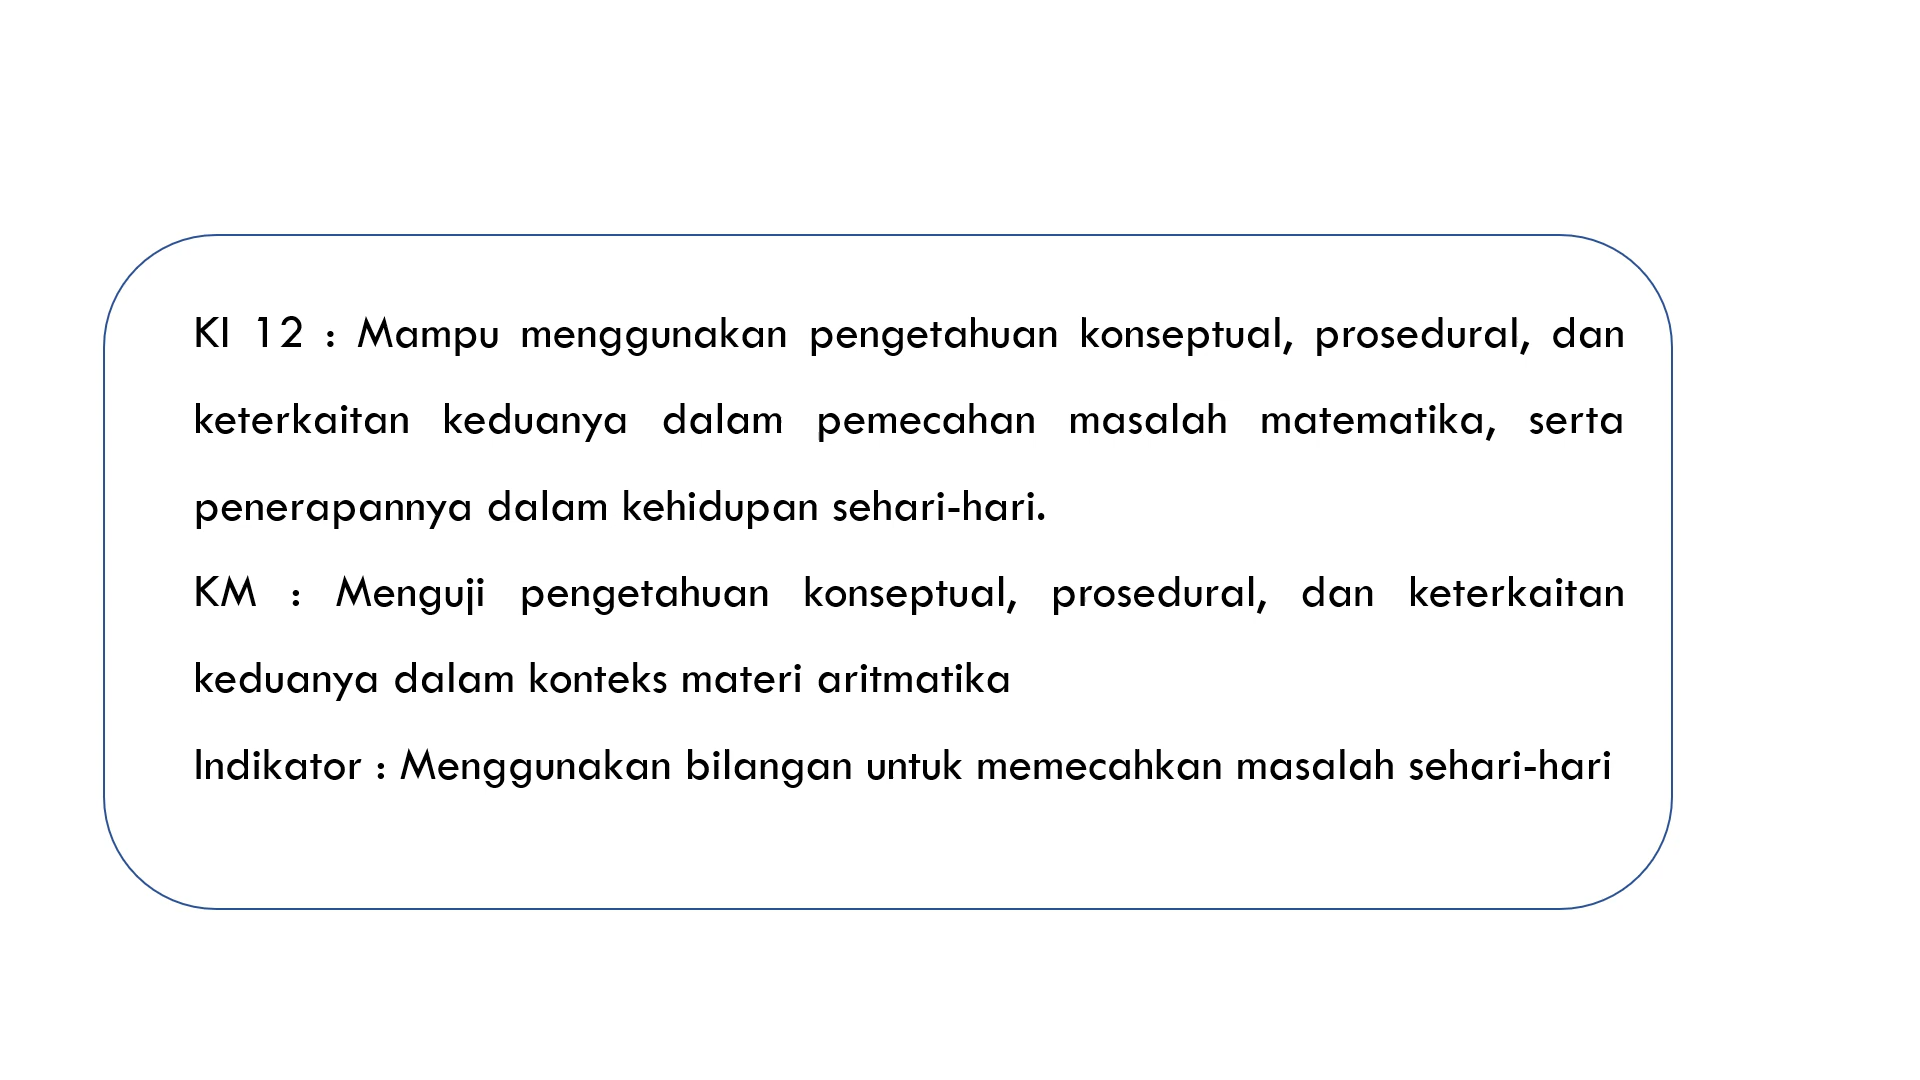 KI 12 : Mampu menggunakan pengetahuan konseptual, prosedural, dan
keterkaitan keduanya dalam pemecahan masalah matematika, serta
penerapannya dalam kehidupan sehari-hari.
KM : Menguji pengetahuan konseptual, prosedural, dan keterkaitan
keduanya dalam konteks materi aritmatika
Indikator : Menggunakan bilangan untuk memecahkan masalah sehari-hari